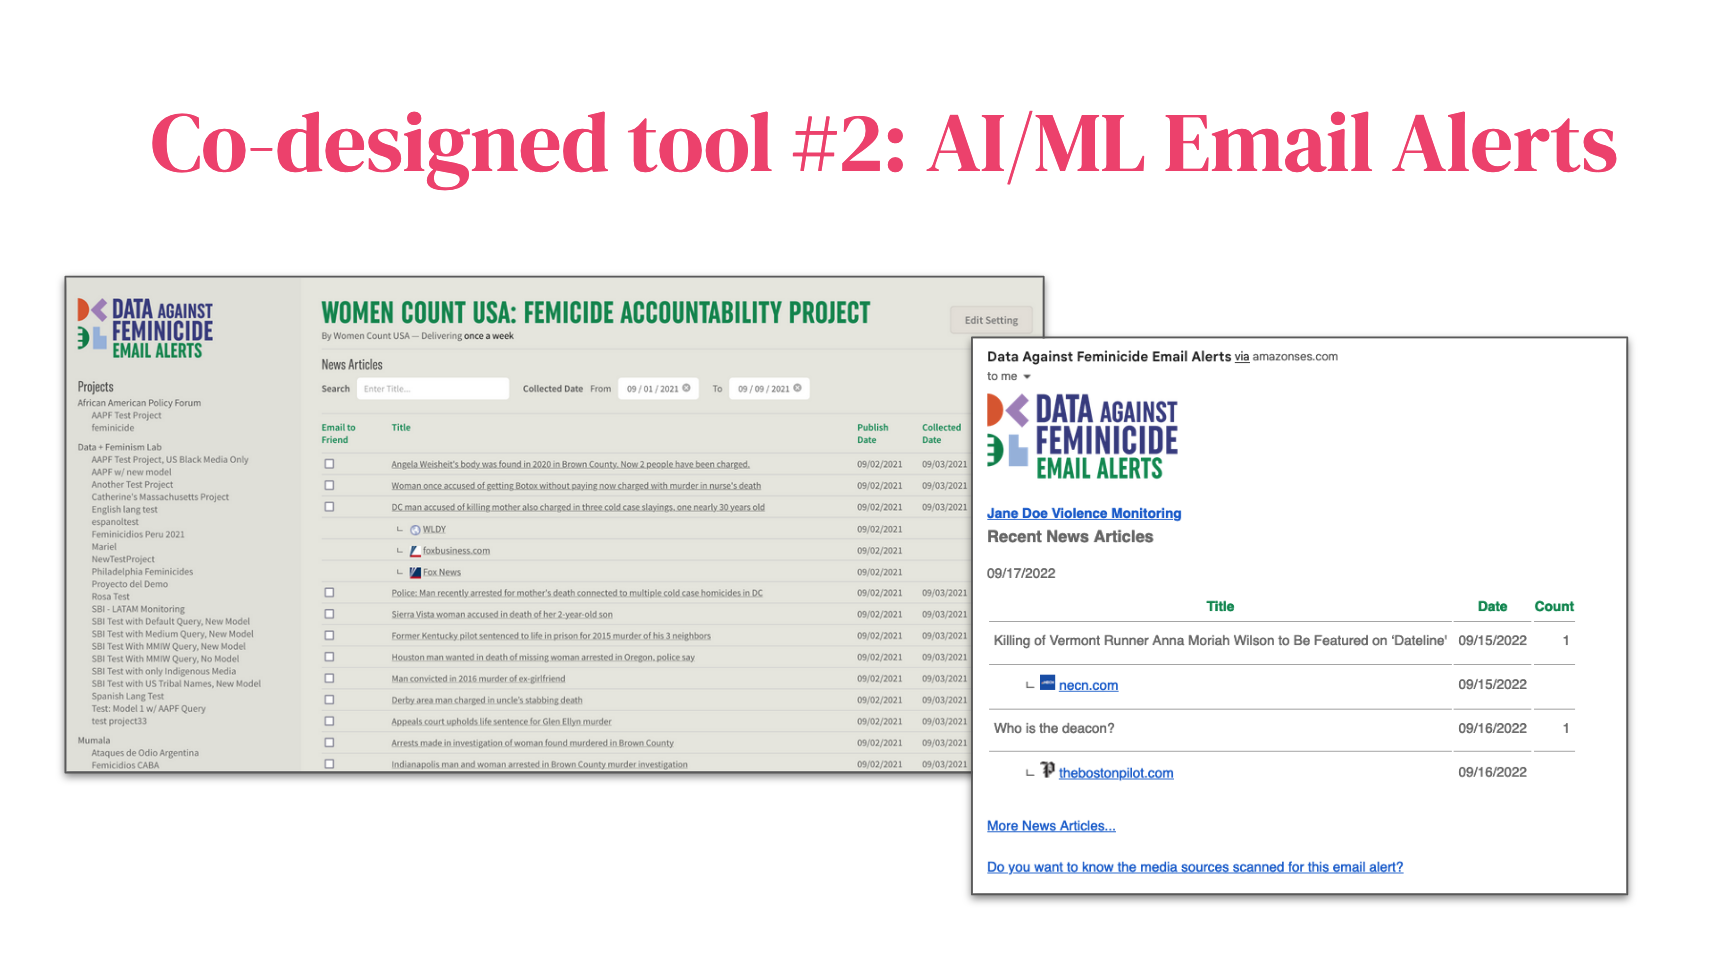 Co-designed tool #2: AI/ML Email Alerts
DATA AGAINST
FEMINICIDE
EMAIL ALERTS
Projects
African American Policy Forum
AAPF Test Project
feminicide
Data + Feminism Lab
AAPF Test Project, US Black Media Only
AAPF w/ new model
Another Test Project
Catherine's Massachusetts Project
English lang test
espanoltest
Feminicidios Peru 2021
Mariel
NewTestProject
Philadelphia Feminicides
Proyecto del Demo
Rosa Test
SBI - LATAM Monitoring
SBI Test with Default Query, New Model
SBI Test with Medium Query, New Model
SBI Test With MMIW Query, New Model
SBI Test With MMIW Query, No Model
SBI Test with only Indigenous Media
SBI Test with US Tribal Names, New Model
Spanish Lang Test
Test: Model 1 w/ AAPF Query
test project33
Mumala
Ataques de Odio Argentina
Femicidios CABA
WOMEN COUNT USA: FEMICIDE ACCOUNTABILITY PROJECT
By Women Count USA — Delivering once a week
Edit Setting
News Articles
Search Enter Title... Collected Date From 09 / 01 / 2021 To 09 / 09 / 2021
Email to Friend Title Publish Date Collected Date
Angela Weisheit's body was found in 2020 in Brown County. Now 2 people have been charged. 09/02/2021 09/03/2021
Woman once accused of getting Botox without paying now charged with murder in nurse's death 09/02/2021 09/03/2021
DC man accused of killing mother also charged in three cold case slayings, one nearly 30 years old 09/02/2021 09/03/2021
WLDY 09/02/2021
foxbusiness.com 09/02/2021
Fox News 09/02/2021
Police: Man recently arrested for mother's death connected to multiple cold case homicides in DC 09/02/2021 09/03/2021
Sierra Vista woman accused in death of her 2-year-old son 09/02/2021 09/03/2021
Former Kentucky pilot sentenced to life in prison for 2015 murder of his 3 neighbors 09/02/2021 09/03/2021
Houston man wanted in death of missing woman arrested in Oregon, police say 09/02/2021 09/03/2021
Man convicted in 2016 murder of ex-girlfriend 09/02/2021 09/03/2021
Derby area man charged in uncle's stabbing death 09/02/2021 09/03/2021
Appeals court upholds life sentence for Glen Ellyn murder 09/02/2021 09/03/2021
Arrests made in investigation of woman found murdered in Brown County 09/02/2021 09/03/2021
Indianapolis man and woman arrested in Brown County murder investigation 09/02/2021 09/03/2021
Data Against Feminicide Email Alerts via amazonses.com
to me
DATA AGAINST
FEMINICIDE
EMAIL ALERTS
Jane Doe Violence Monitoring
Recent News Articles
09/17/2022
Title Date Count
Killing of Vermont Runner Anna Moriah Wilson to Be Featured on ‘Dateline’ 09/15/2022 1
necn.com 09/15/2022
Who is the deacon? 09/16/2022 1
thebostonpilot.com 09/16/2022
More News Articles...
Do you want to know the media sources scanned for this email alert?